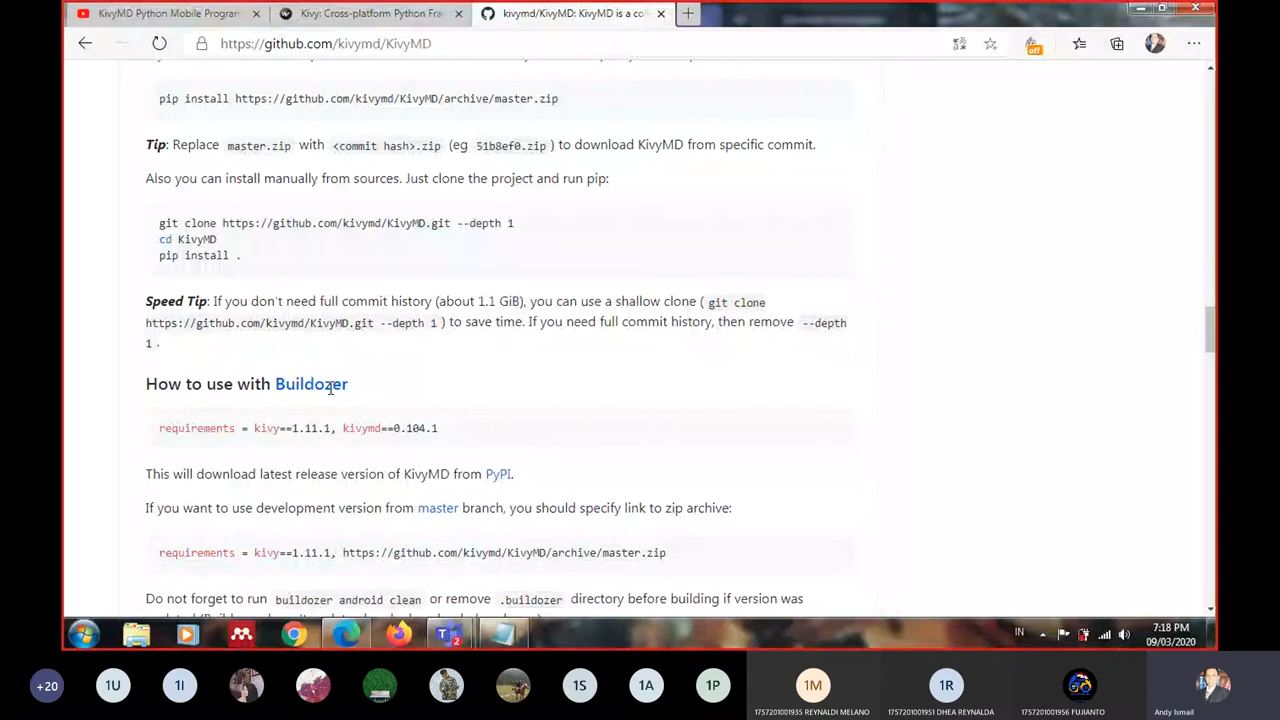 KivyMD Python Mobile Program
Kivy: Cross-platform Python Fra
kivymd/KivyMD: KivyMD is a coll
https://github.com/kivymd/KivyMD
off
pip install https://github.com/kivymd/KivyMD/archive/master.zip
Tip: Replace master.zip with <commit hash>.zip (eg 51b8ef0.zip ) to download KivyMD from specific commit.
Also you can install manually from sources. Just clone the project and run pip:
git clone https://github.com/kivymd/KivyMD.git --depth 1
cd KivyMD
pip install .
Speed Tip: If you don't need full commit history (about 1.1 GiB), you can use a shallow clone ( git clone
https://github.com/kivymd/KivyMD.git --depth 1 ) to save time. If you need full commit history, then remove --depth
1 .
How to use with Buildozer
requirements = kivy==1.11.1, kivymd==0.104.1
This will download latest release version of KivyMD from PyPI.
If you want to use development version from master branch, you should specify link to zip archive:
requirements = kivy==1.11.1, https://github.com/kivymd/KivyMD/archive/master.zip
Do not forget to run buildozer android clean or remove .buildozer directory before building if version was
2
IN
7:18 PM
09/03/2020
+20
1U
1I
1S
1A
1P
1M
1R
1757201001935 REYNALDI MELANO
1757201001951 DHEA REYNALDA
1757201001956 FUJIANTO
Andy Ismail